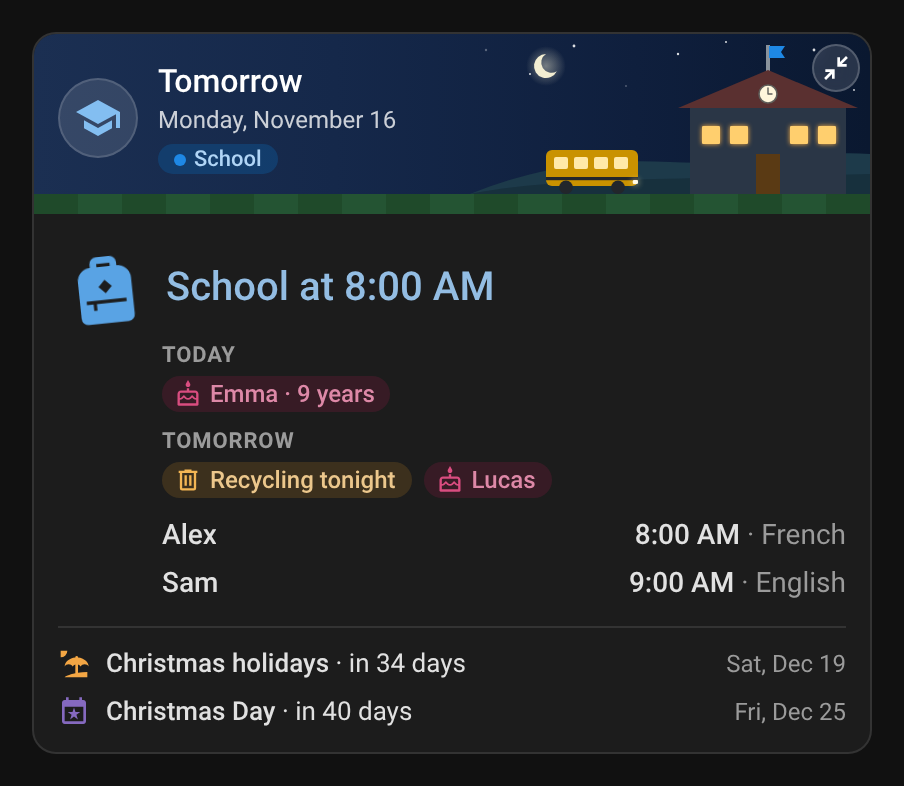 Tomorrow
Monday, November 16
School
School at 8:00 AM
TODAY
Emma · 9 years
TOMORROW
Recycling tonight
Lucas
Alex 8:00 AM · French
Sam 9:00 AM · English
Christmas holidays · in 34 days Sat, Dec 19
Christmas Day · in 40 days Fri, Dec 25